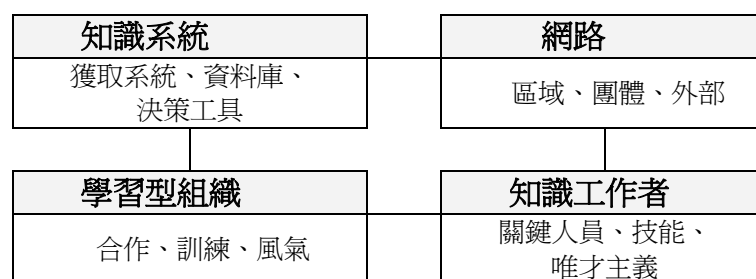 知識系統
獲取系統、資料庫、
決策工具
網路
區域、團體、外部
學習型組織
合作、訓練、風氣
知識工作者
關鍵人員、技能、
唯才主義